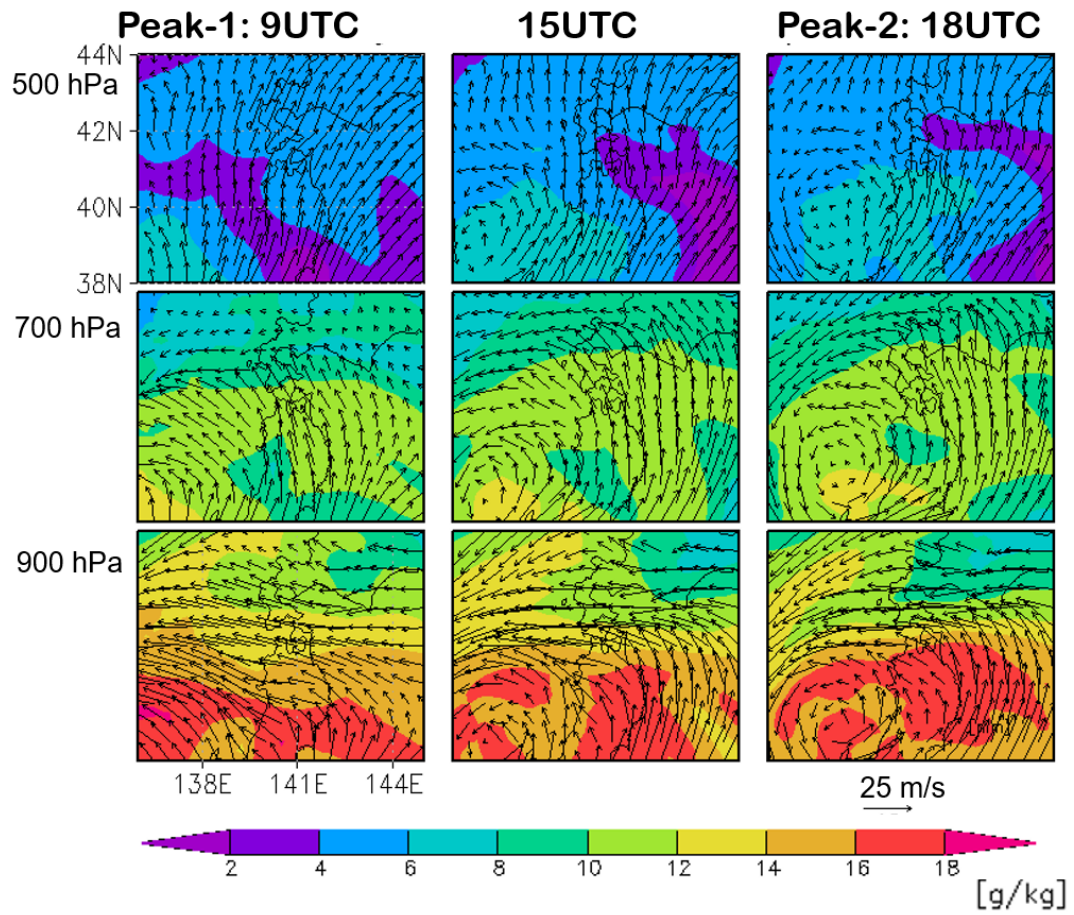 Peak-1: 9UTC 15UTC Peak-2: 18UTC
44N
500 hPa
42N
40N
38N
700 hPa
900 hPa
138E 141E 144E
25 m/s
2 4 6 8 10 12 14 16 18
[g/kg]